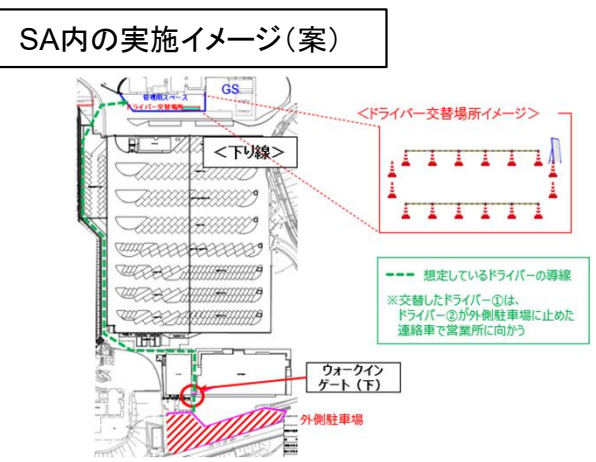 SA内の実施イメージ（案）
GS
管理用スペース
ドライバー交替場所
＜下り線＞
＜ドライバー交替場所イメージ＞
想定しているドライバーの導線
※交替したドライバー①は、
ドライバー②が外側駐車場に止めた
連絡車で営業所に向かう
ウォークイン
ゲート（下）
外側駐車場